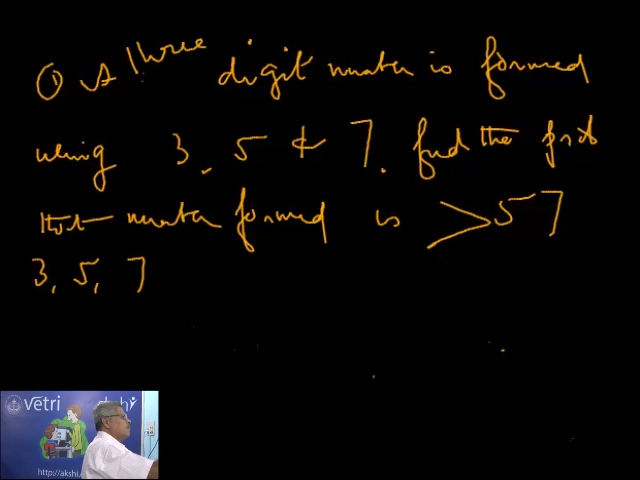 ① A three digit number is formed
using 3, 5 & 7. find the prob
that number formed is > 57
3, 5, 7
Vetri
http://ak